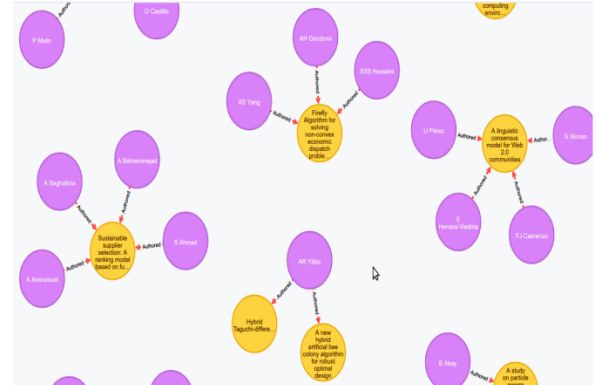 O Castillo
P Melin
Author
computing
enviro...
AH Gandomi
SSS Hosseini
XS Yang
Authored
Authored
Authored
Firefly
Algorithm for
solving
non-convex
economic
dispatch
proble...
IJ Pérez
S Alonso
Authored
Author...
A linguistic
consensus
model for Web
2.0
communities
Authored
Authored
E
Herrera-Viedma
FJ Cabrerizo
A Bahreininejad
A Saghafinia
Authored
Authored
Sustainable
supplier
selection: A
ranking model
based on fu...
Authored
S Ahmed
Authored
A Amindoust
AR Yildiz
Authored
Authored
Hybrid
Taguchi-differe...
A new
hybrid
artificial bee
colony algorithm
for robust
optimal
design
B Akay
Authored
A study
on particle